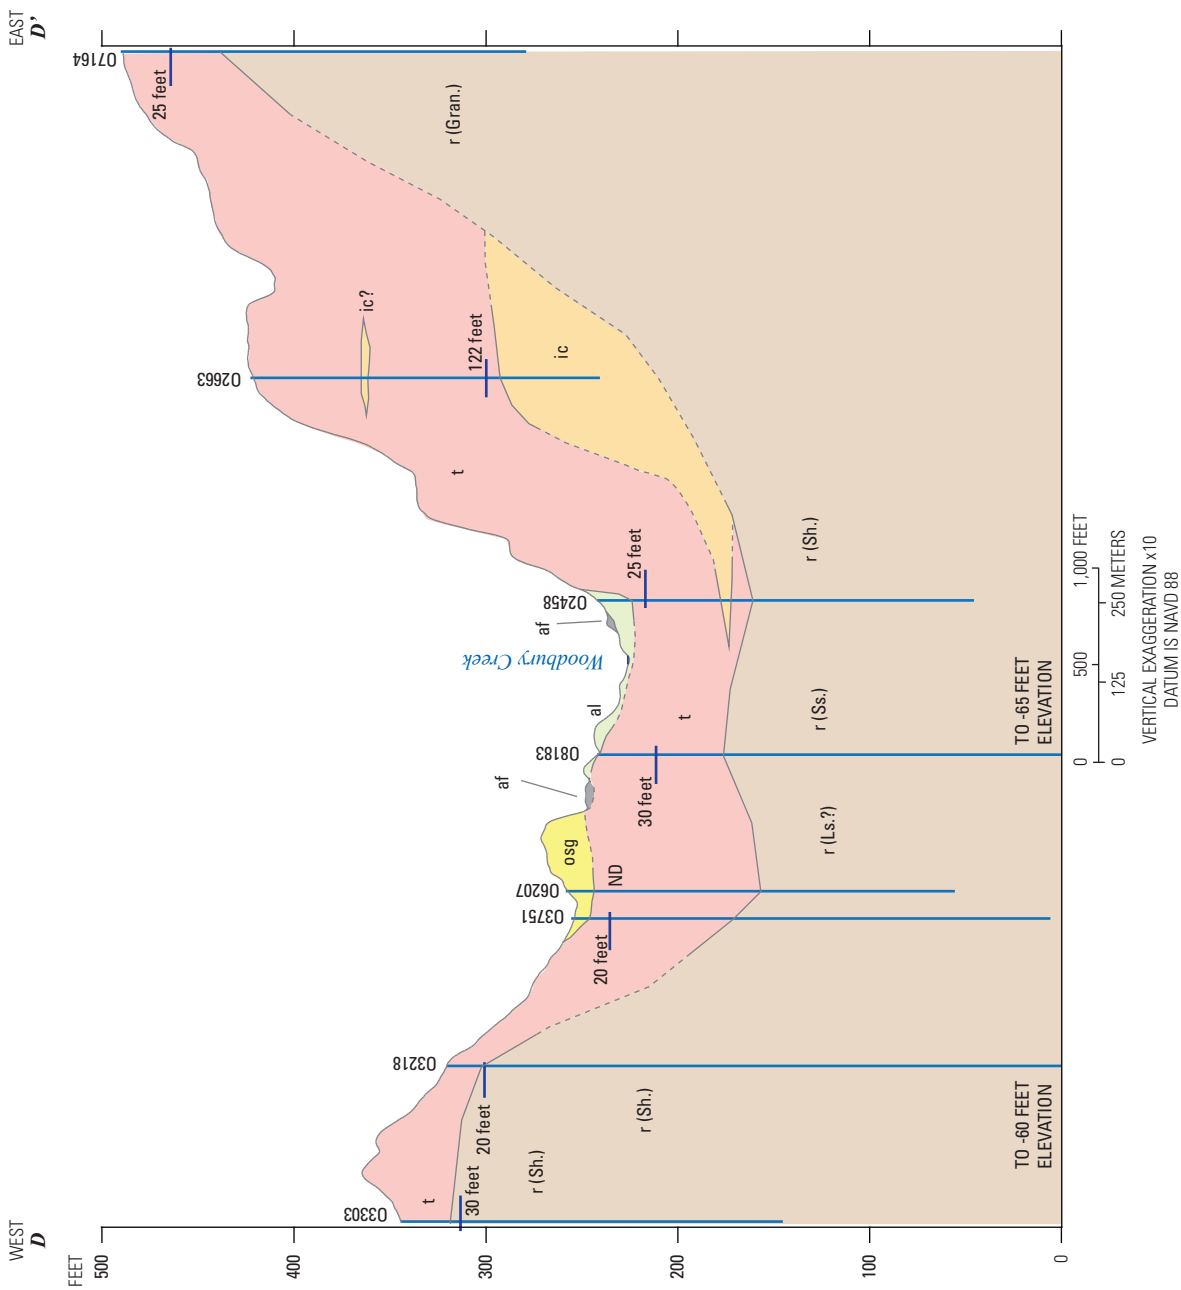 WEST
D
EAST
D'
FEET
500
400
300
200
100
0
O3303
O3218
O3751
O6207
O8183
O2458
O2663
O7164
30 feet
20 feet
20 feet
ND
30 feet
25 feet
122 feet
25 feet
t
t
t
osg
af
al
af
Woodbury Creek
ic?
ic
r (Sh.)
r (Sh.)
r (Ls.?)
r (Ss.)
r (Sh.)
r (Gran.)
TO -60 FEET
ELEVATION
TO -65 FEET
ELEVATION
0 500 1,000 FEET
0 125 250 METERS
VERTICAL EXAGGERATION x10
DATUM IS NAVD 88